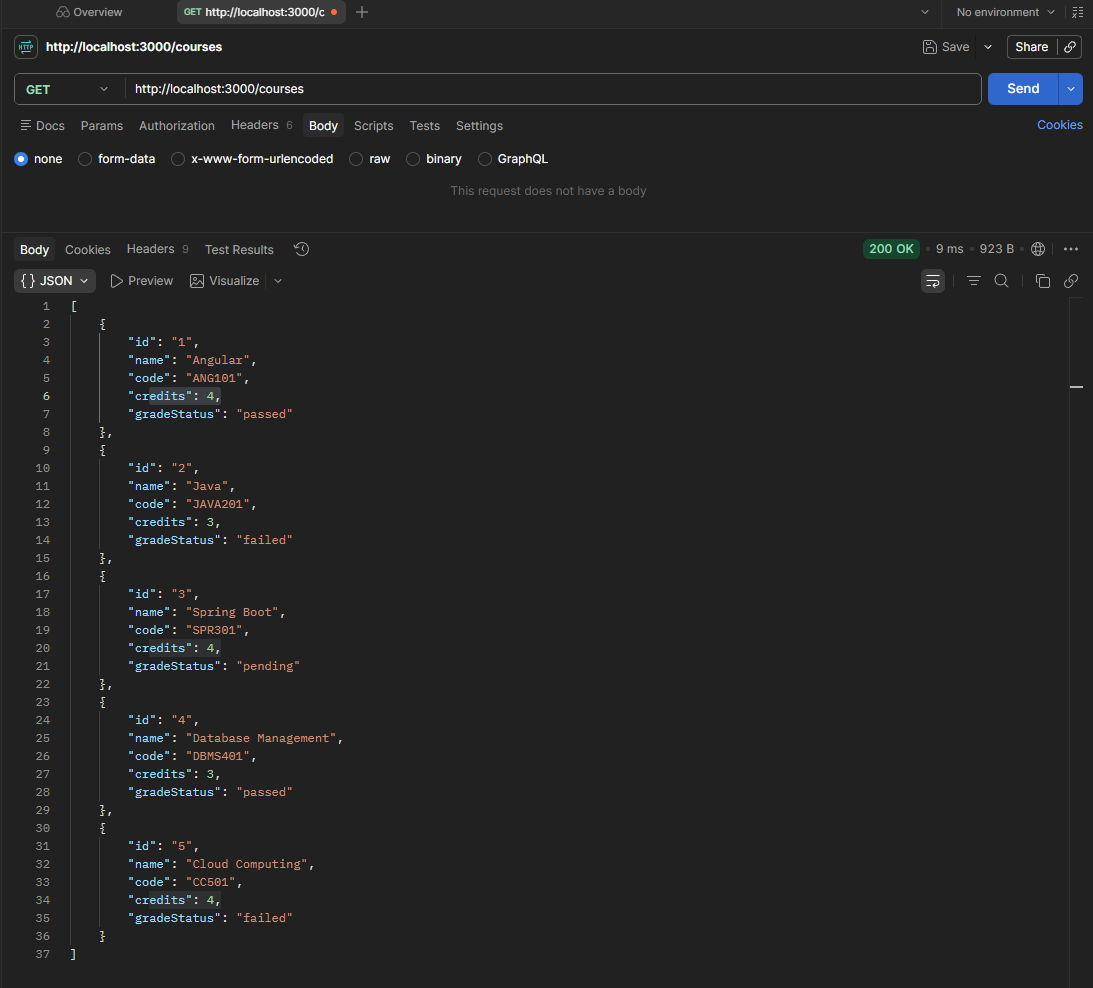 Overview
GET http://localhost:3000/c
No environment
HTTP http://localhost:3000/courses
Save
Share
GET http://localhost:3000/courses
Send
Docs Params Authorization Headers 6 Body Scripts Tests Settings
Cookies
none form-data x-www-form-urlencoded raw binary GraphQL
This request does not have a body
Body Cookies Headers 9 Test Results
200 OK • 9 ms • 923 B •
{} JSON Preview Visualize
1 [
2 {
3 "id": "1",
4 "name": "Angular",
5 "code": "ANG101",
6 "credits": 4,
7 "gradeStatus": "passed"
8 },
9 {
10 "id": "2",
11 "name": "Java",
12 "code": "JAVA201",
13 "credits": 3,
14 "gradeStatus": "failed"
15 },
16 {
17 "id": "3",
18 "name": "Spring Boot",
19 "code": "SPR301",
20 "credits": 4,
21 "gradeStatus": "pending"
22 },
23 {
24 "id": "4",
25 "name": "Database Management",
26 "code": "DBMS401",
27 "credits": 3,
28 "gradeStatus": "passed"
29 },
30 {
31 "id": "5",
32 "name": "Cloud Computing",
33 "code": "CC501",
34 "credits": 4,
35 "gradeStatus": "failed"
36 }
37 ]